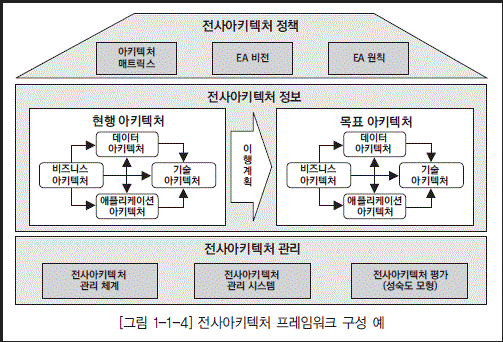 전사아키텍처 정책
아키텍처
매트릭스
EA 비전
EA 원칙
전사아키텍처 정보
현행 아키텍처
데이터
아키텍처
비즈니스
아키텍처
기술
아키텍처
애플리케이션
아키텍처
이
행
계
획
목표 아키텍처
데이터
아키텍처
비즈니스
아키텍처
기술
아키텍처
애플리케이션
아키텍처
전사아키텍처 관리
전사아키텍처
관리 체계
전사아키텍처
관리 시스템
전사아키텍처 평가
(성숙도 모형)
[그림 1-1-4] 전사아키텍처 프레임워크 구성 예